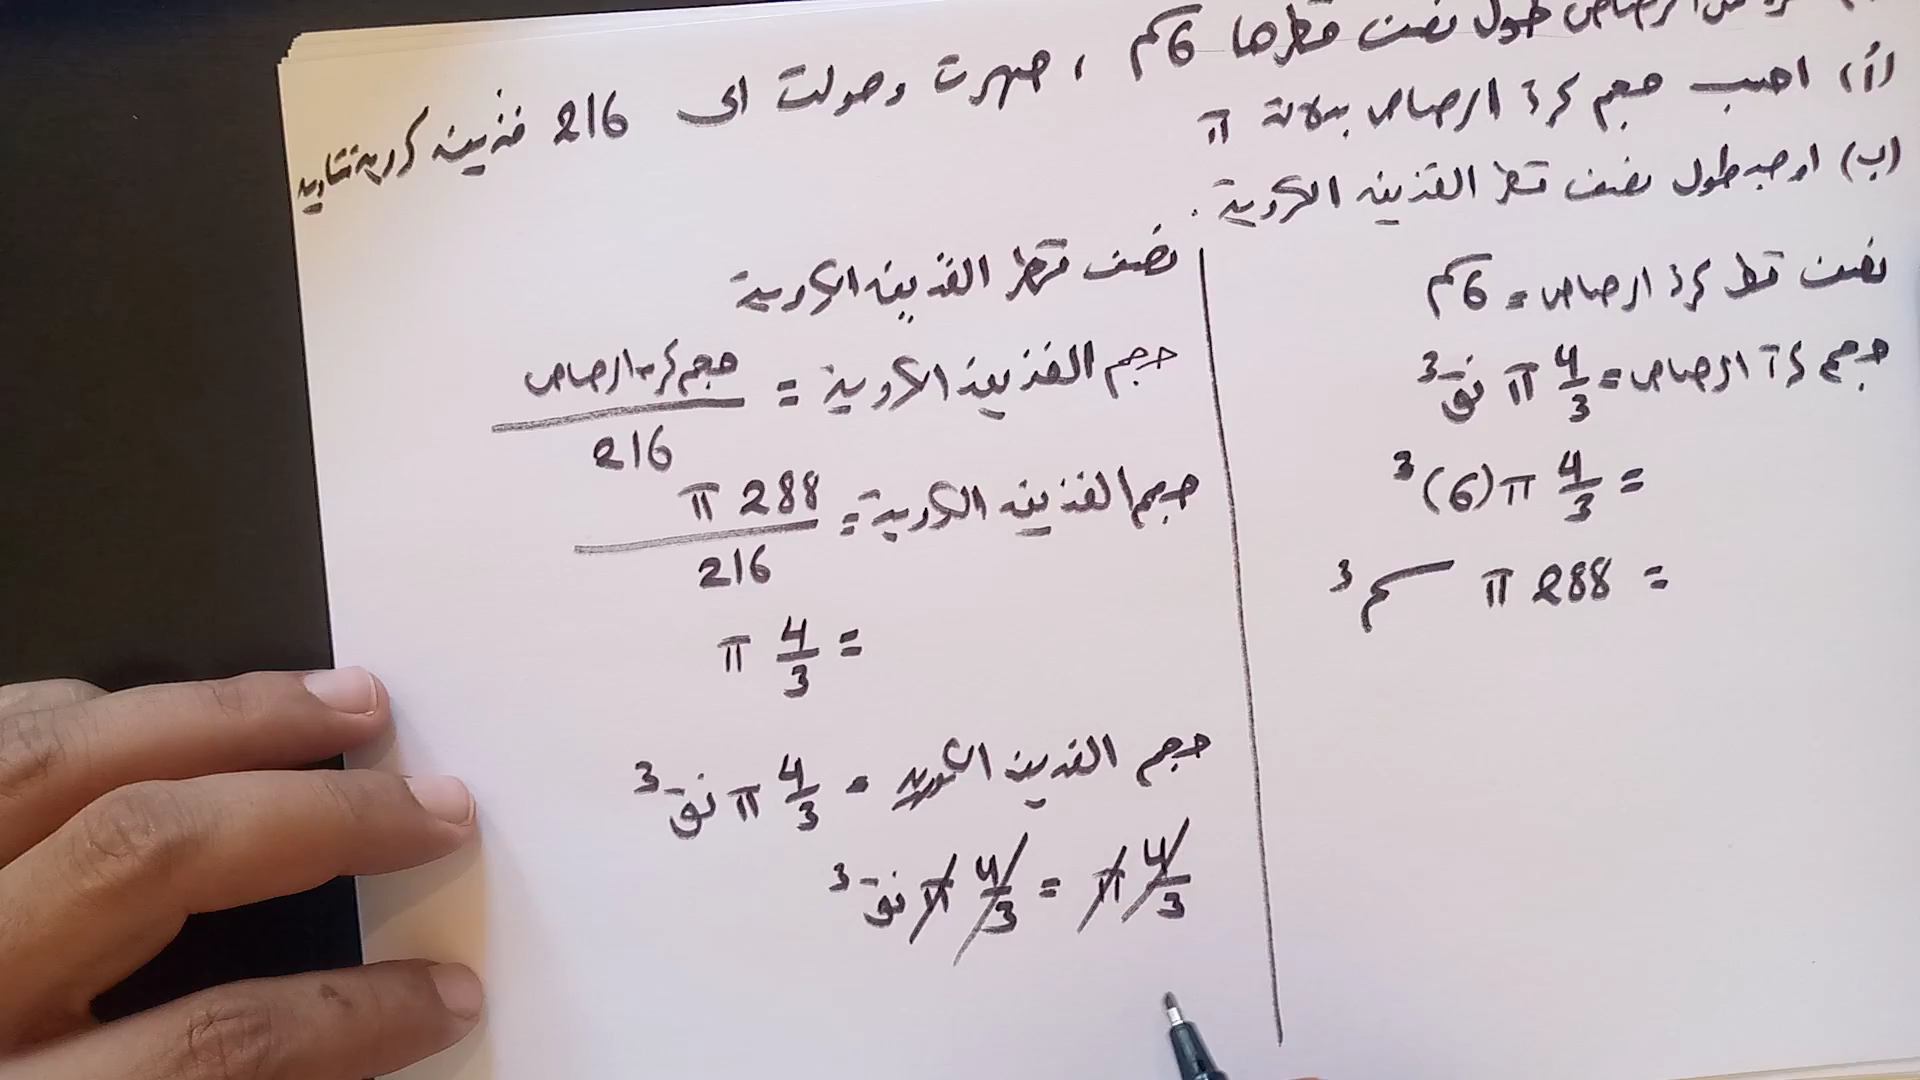 كرة من الرصاص طول نصف قطرها 6 سم ، صهرت وحولت الى 216 قذيفة كروية متساوية
(أ) احسب حجم كرة الرصاص بدلالة π
(ب) اوجد طول نصف قطر القذيفة الكروية .
نصف قطر كرة الرصاص = 6 سم
حجم كرة الرصاص = 4/3 π نق³
= 4/3 π (6)³
= 288 π سم³
نصف قطر القذيفة الكروية
حجم القذيفة الكروية = حجم كرة الرصاص / 216
حجم القذيفة الكروية = 288 π / 216
= 4/3 π
حجم القذيفة الكروية = 4/3 π نق³
4/3 π = 4/3 π نق³